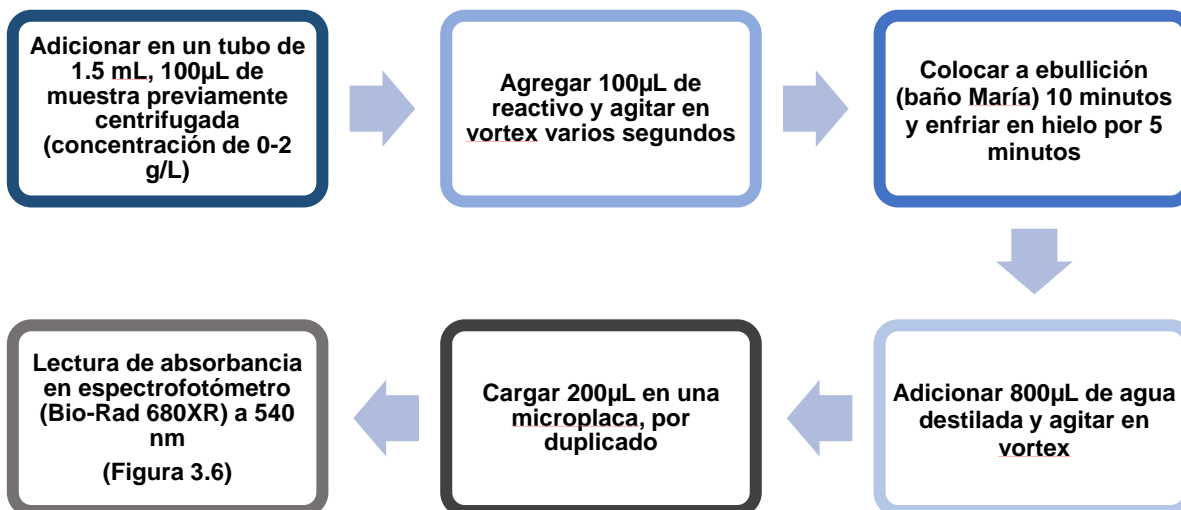 Adicionar en un tubo de
1.5 mL, 100µL de
muestra previamente
centrifugada
(concentración de 0-2
g/L)
Agregar 100µL de
reactivo y agitar en
vortex varios segundos
Colocar a ebullición
(baño María) 10 minutos
y enfriar en hielo por 5
minutos
Adicionar 800µL de agua
destilada y agitar en
vortex
Cargar 200µL en una
microplaca, por
duplicado
Lectura de absorbancia
en espectrofotómetro
(Bio-Rad 680XR) a 540
nm
(Figura 3.6)